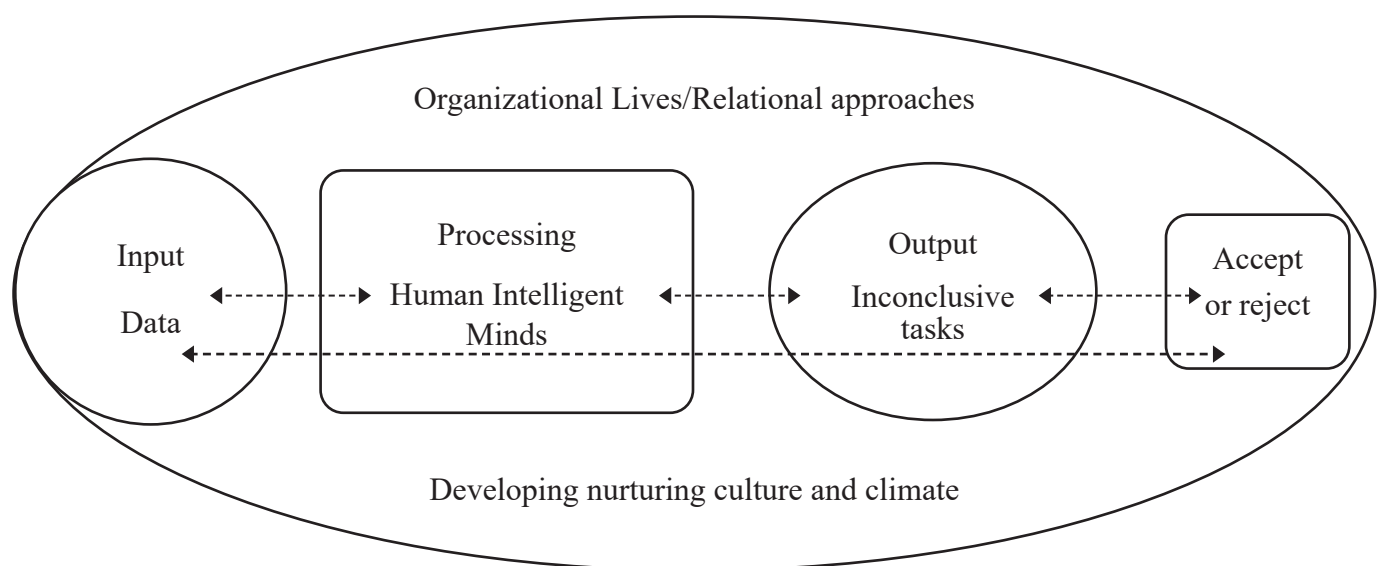 Organizational Lives/Relational approaches
Input
Data
Processing
Human Intelligent
Minds
Output
Inconclusive
tasks
Accept
or reject
Developing nurturing culture and climate